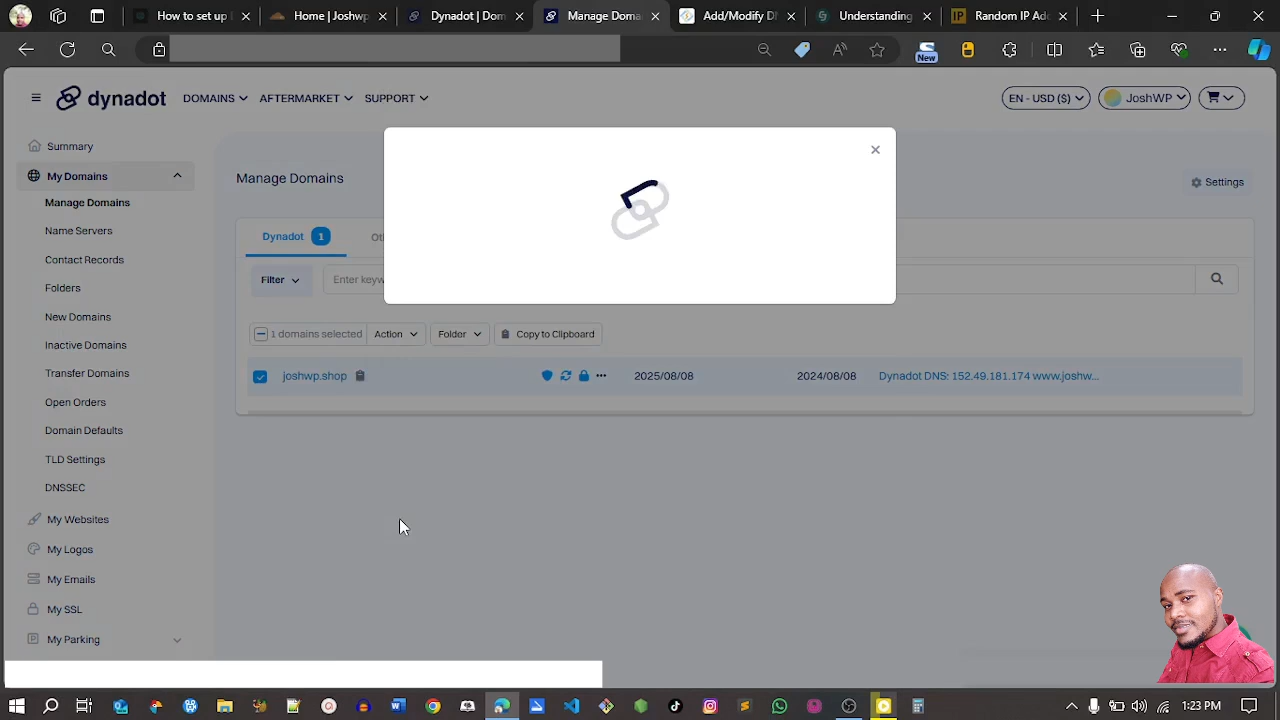 How to set up
Home | Joshwp
Dynadot | Dom
Manage Doma
Add/Modify D
Understanding
Random IP Ad
New
dynadot
DOMAINS
AFTERMARKET
SUPPORT
EN - USD ($)
JoshWP
Summary
My Domains
Manage Domains
Name Servers
Contact Records
Folders
New Domains
Inactive Domains
Transfer Domains
Open Orders
Domain Defaults
TLD Settings
DNSSEC
My Websites
My Logos
My Emails
My SSL
My Parking
Manage Domains
Settings
Dynadot 1
Filter
1 domains selected
Action
Folder
Copy to Clipboard
joshwp.shop
2025/08/08
2024/08/08
Dynadot DNS: 152.49.181.174 www.joshw...
1:23 PM